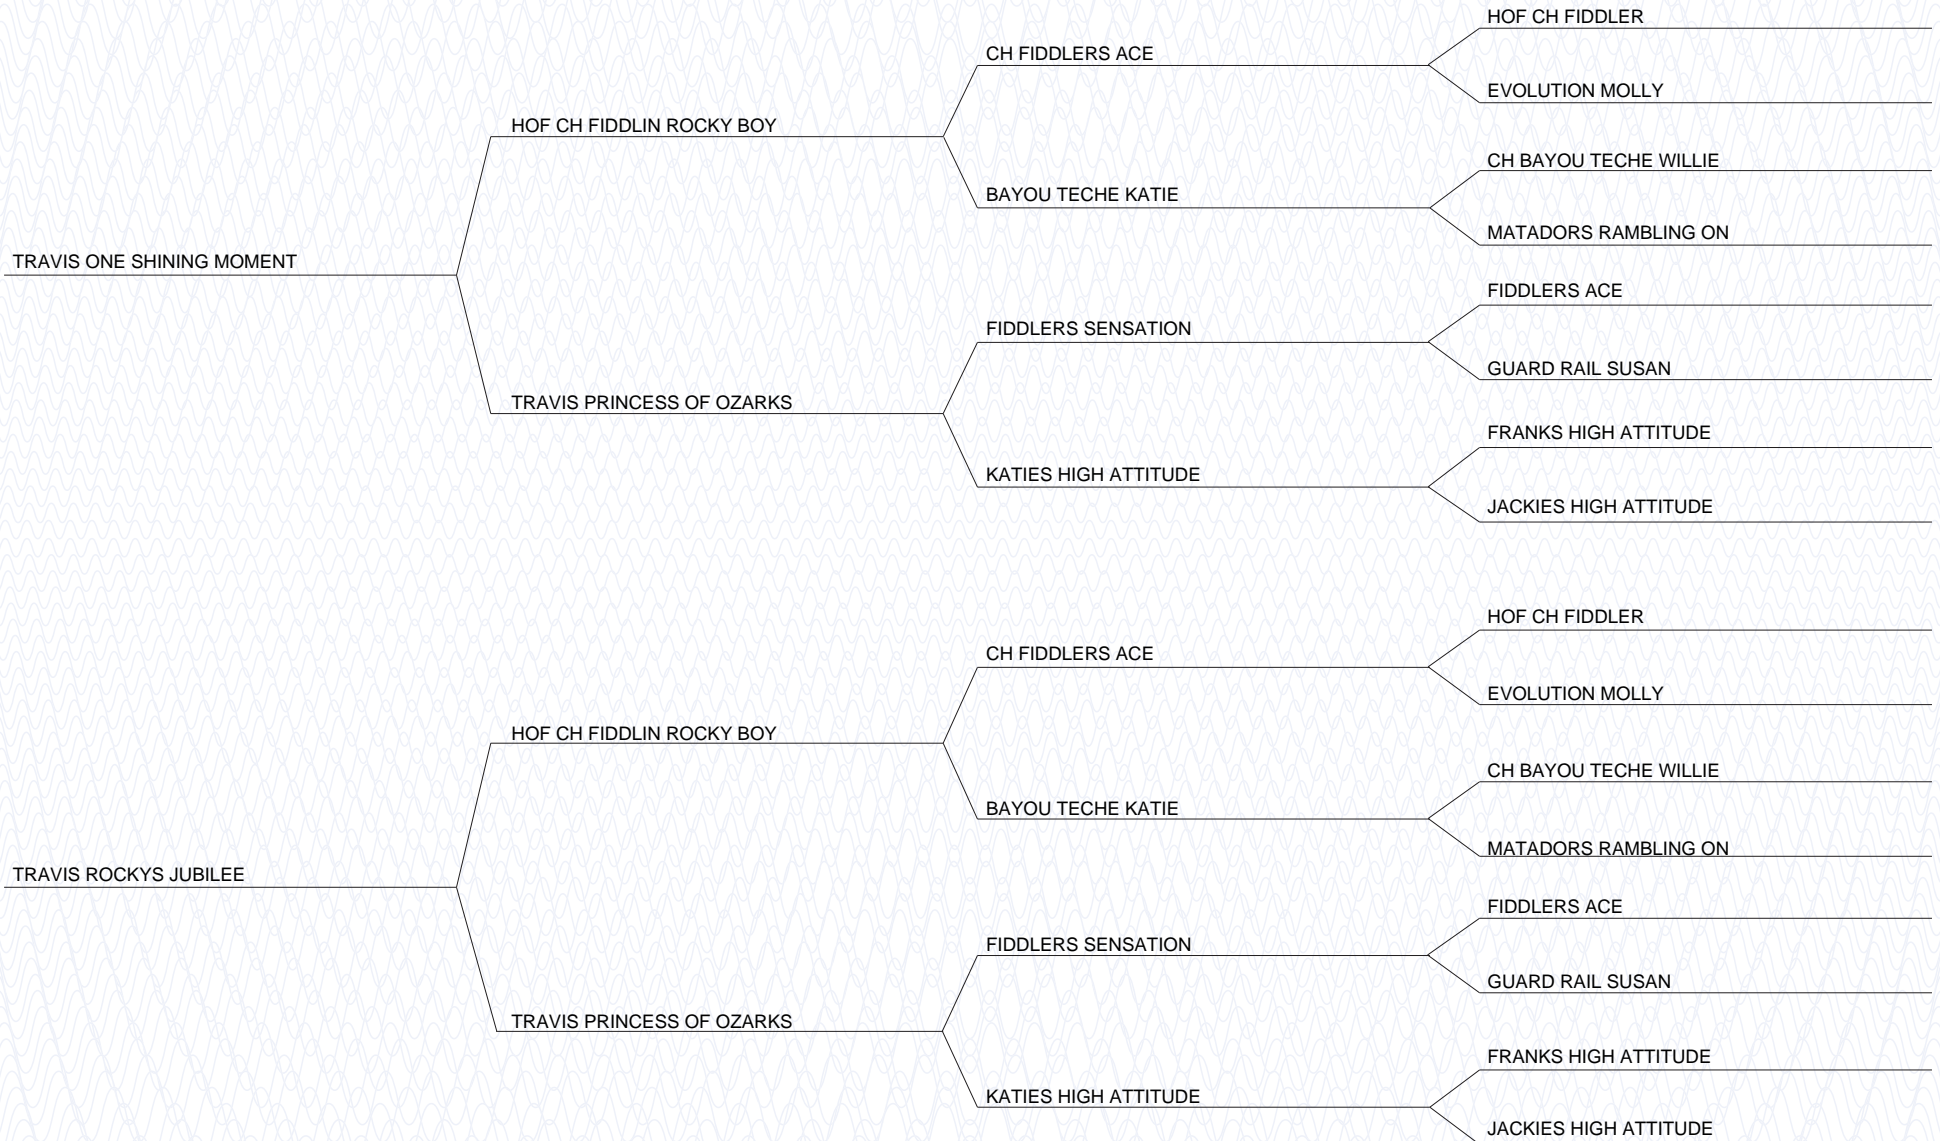 HOF CH FIDDLER
CH FIDDLERS ACE
EVOLUTION MOLLY
HOF CH FIDDLIN ROCKY BOY
CH BAYOU TECHE WILLIE
BAYOU TECHE KATIE
MATADORS RAMBLING ON
TRAVIS ONE SHINING MOMENT
FIDDLERS ACE
FIDDLERS SENSATION
GUARD RAIL SUSAN
TRAVIS PRINCESS OF OZARKS
FRANKS HIGH ATTITUDE
KATIES HIGH ATTITUDE
JACKIES HIGH ATTITUDE
HOF CH FIDDLER
CH FIDDLERS ACE
EVOLUTION MOLLY
HOF CH FIDDLIN ROCKY BOY
CH BAYOU TECHE WILLIE
BAYOU TECHE KATIE
MATADORS RAMBLING ON
TRAVIS ROCKYS JUBILEE
FIDDLERS ACE
FIDDLERS SENSATION
GUARD RAIL SUSAN
TRAVIS PRINCESS OF OZARKS
FRANKS HIGH ATTITUDE
KATIES HIGH ATTITUDE
JACKIES HIGH ATTITUDE